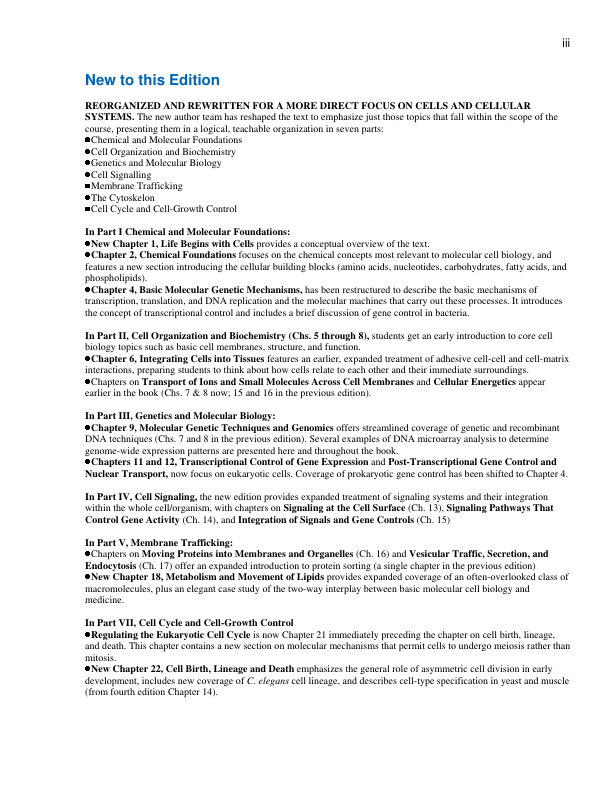 iii
New to this Edition
REORGANIZED AND REWRITTEN FOR A MORE DIRECT FOCUS ON CELLS AND CELLULAR
SYSTEMS. The new author team has reshaped the text to emphasize just those topics that fall within the scope of the
course, presenting them in a logical, teachable organization in seven parts:
●Chemical and Molecular Foundations
●Cell Organization and Biochemistry
●Genetics and Molecular Biology
●Cell Signalling
■Membrane Trafficking
●The Cytoskelon
■Cell Cycle and Cell-Growth Control
In Part I Chemical and Molecular Foundations:
●New Chapter 1, Life Begins with Cells provides a conceptual overview of the text.
●Chapter 2, Chemical Foundations focuses on the chemical concepts most relevant to molecular cell biology, and
features a new section introducing the cellular building blocks (amino acids, nucleotides, carbohydrates, fatty acids, and
phospholipids).
●Chapter 4, Basic Molecular Genetic Mechanisms, has been restructured to describe the basic mechanisms of
transcription, translation, and DNA replication and the molecular machines that carry out these processes. It introduces
the concept of transcriptional control and includes a brief discussion of gene control in bacteria.
In Part II, Cell Organization and Biochemistry (Chs. 5 through 8), students get an early introduction to core cell
biology topics such as basic cell membranes, structure, and function.
●Chapter 6, Integrating Cells into Tissues features an earlier, expanded treatment of adhesive cell-cell and cell-matrix
interactions, preparing students to think about how cells relate to each other and their immediate surroundings.
●Chapters on Transport of Ions and Small Molecules Across Cell Membranes and Cellular Energetics appear
earlier in the book (Chs. 7 & 8 now; 15 and 16 in the previous edition).
In Part III, Genetics and Molecular Biology:
●Chapter 9, Molecular Genetic Techniques and Genomics offers streamlined coverage of genetic and recombinant
DNA techniques (Chs. 7 and 8 in the previous edition). Several examples of DNA microarray analysis to determine
genome-wide expression patterns are presented here and throughout the book.
●Chapters 11 and 12, Transcriptional Control of Gene Expression and Post-Transcriptional Gene Control and
Nuclear Transport, now focus on eukaryotic cells. Coverage of prokaryotic gene control has been shifted to Chapter 4.
In Part IV, Cell Signaling, the new edition provides expanded treatment of signaling systems and their integration
within the whole cell/organism, with chapters on Signaling at the Cell Surface (Ch. 13), Signaling Pathways That
Control Gene Activity (Ch. 14), and Integration of Signals and Gene Controls (Ch. 15)
In Part V, Membrane Trafficking:
●Chapters on Moving Proteins into Membranes and Organelles (Ch. 16) and Vesicular Traffic, Secretion, and
Endocytosis (Ch. 17) offer an expanded introduction to protein sorting (a single chapter in the previous edition)
●New Chapter 18, Metabolism and Movement of Lipids provides expanded coverage of an often-overlooked class of
macromolecules, plus an elegant case study of the two-way interplay between basic molecular cell biology and
medicine.
In Part VII, Cell Cycle and Cell-Growth Control
●Regulating the Eukaryotic Cell Cycle is now Chapter 21 immediately preceding the chapter on cell birth, lineage,
and death. This chapter contains a new section on molecular mechanisms that permit cells to undergo meiosis rather than
mitosis.
●New Chapter 22, Cell Birth, Lineage and Death emphasizes the general role of asymmetric cell division in early
development, includes new coverage of C. elegans cell lineage, and describes cell-type specification in yeast and muscle
(from fourth edition Chapter 14).